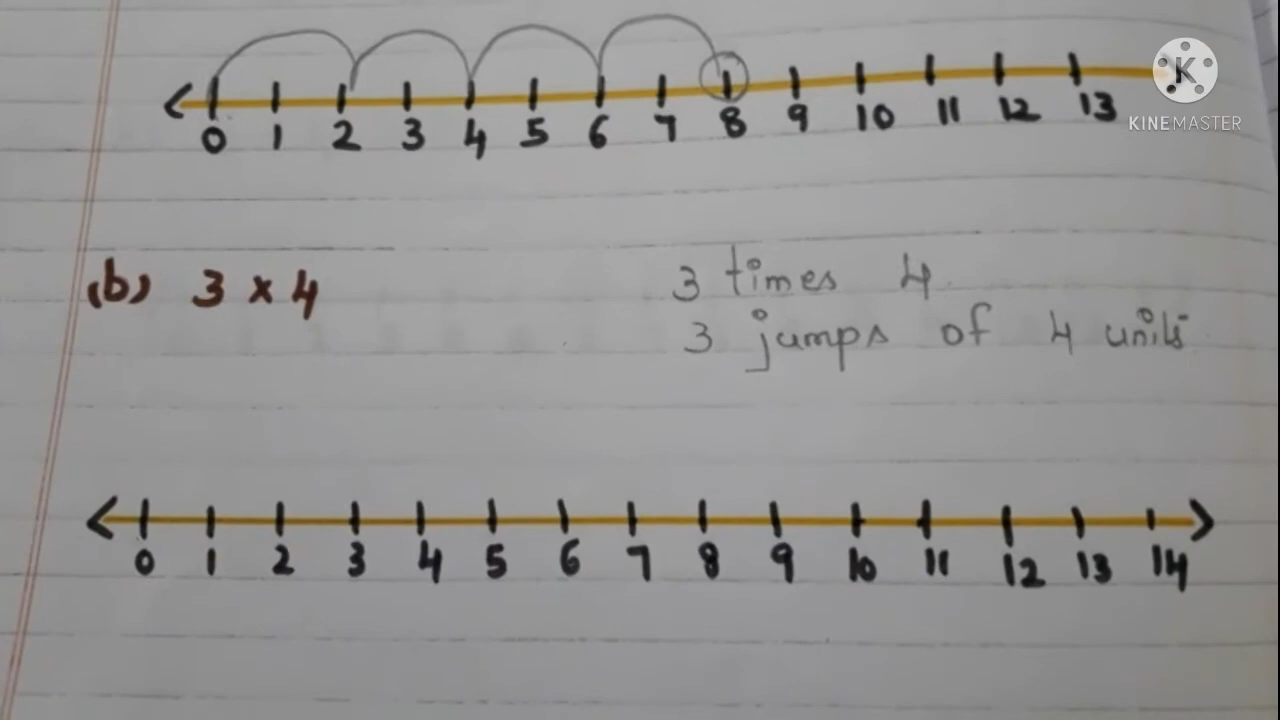 0 1 2 3 4 5 6 7 8 9 10 11 12 13
K
KINEMASTER
(b) 3 × 4
3 times 4
3 jumps of 4 units
0 1 2 3 4 5 6 7 8 9 10 11 12 13 14